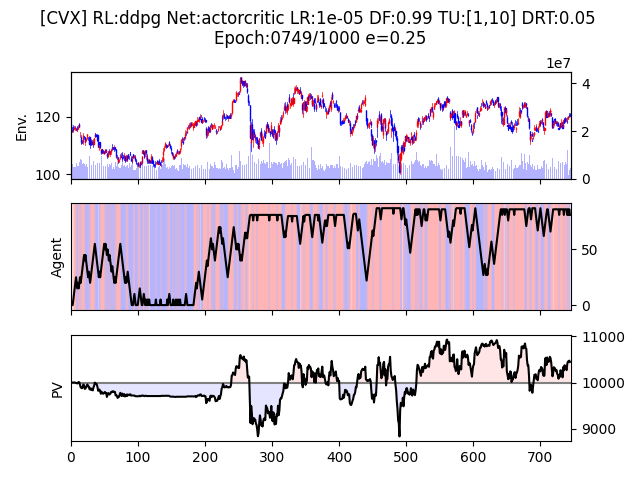 [CVX] RL:ddpg Net:actorcritic LR:1e-05 DF:0.99 TU:[1,10] DRT:0.05
Epoch:0749/1000 e=0.25
1e7
Env.
120
100
4
2
0
Agent
50
0
PV
11000
10000
9000
0 100 200 300 400 500 600 700